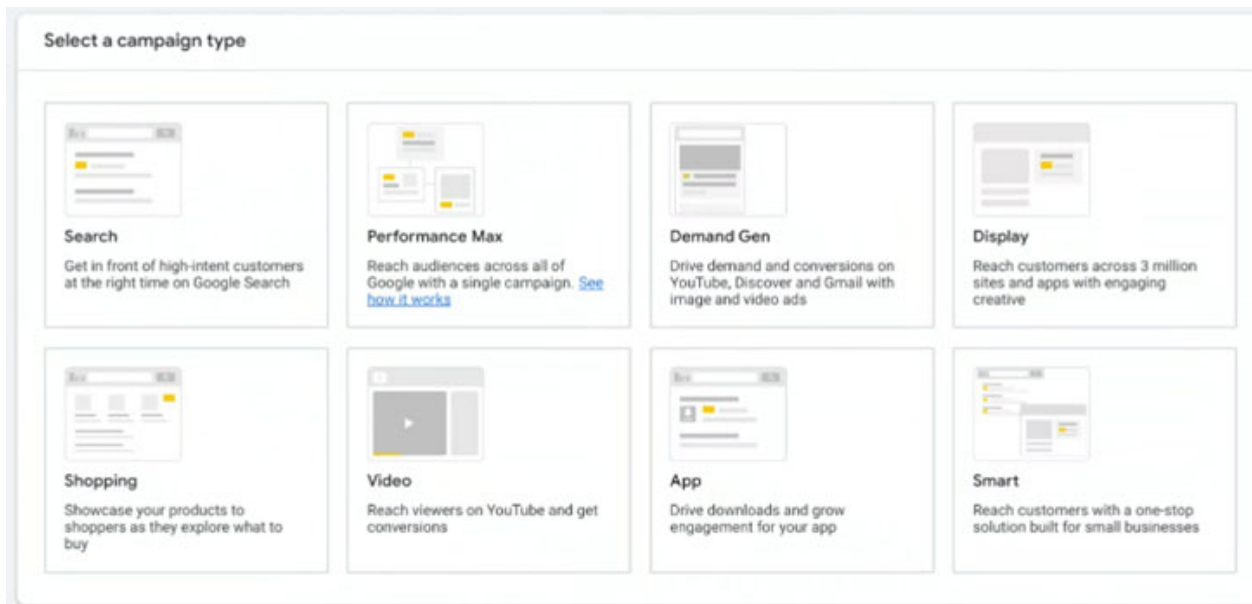 Select a campaign type
Search
Get in front of high-intent customers
at the right time on Google Search
Performance Max
Reach audiences across all of
Google with a single campaign. See
how it works
Demand Gen
Drive demand and conversions on
YouTube, Discover and Gmail with
image and video ads
Display
Reach customers across 3 million
sites and apps with engaging
creative
Shopping
Showcase your products to
shoppers as they explore what to
buy
Video
Reach viewers on YouTube and get
conversions
App
Drive downloads and grow
engagement for your app
Smart
Reach customers with a one-stop
solution built for small businesses